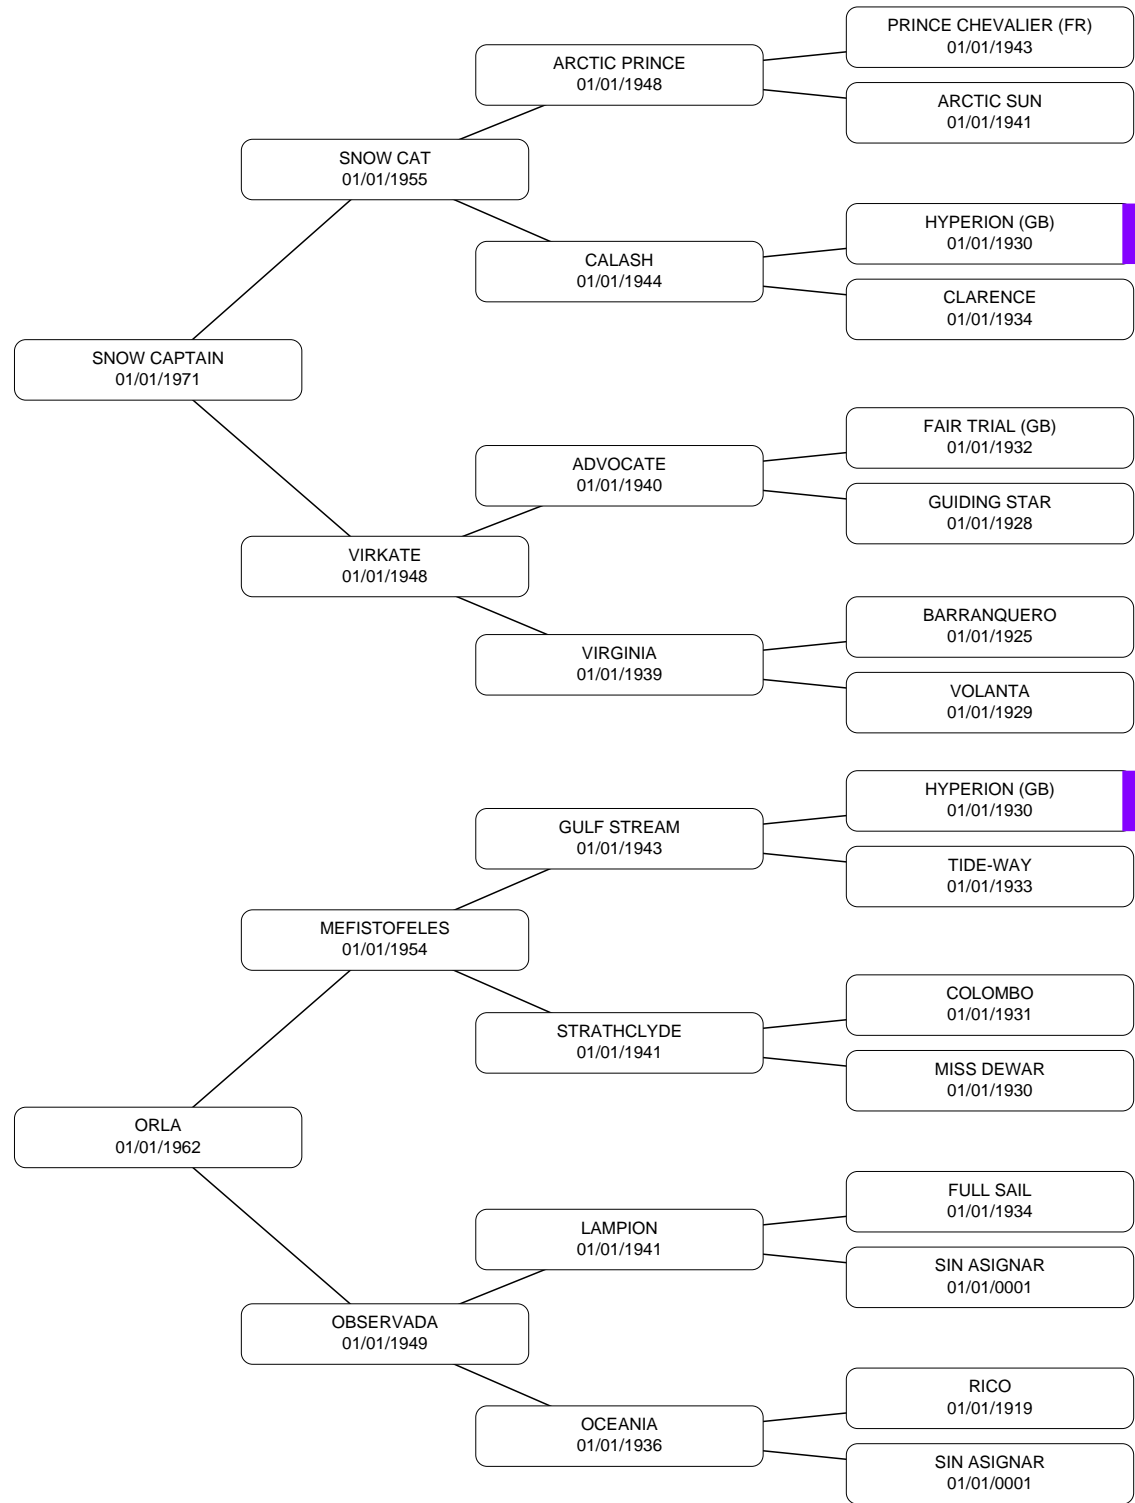 PRINCE CHEVALIER (FR)
01/01/1943
ARCTIC PRINCE
01/01/1948
ARCTIC SUN
01/01/1941
SNOW CAT
01/01/1955
HYPERION (GB)
01/01/1930
CALASH
01/01/1944
CLARENCE
01/01/1934
SNOW CAPTAIN
01/01/1971
FAIR TRIAL (GB)
01/01/1932
ADVOCATE
01/01/1940
GUIDING STAR
01/01/1928
VIRKATE
01/01/1948
BARRANQUERO
01/01/1925
VIRGINIA
01/01/1939
VOLANTA
01/01/1929
HYPERION (GB)
01/01/1930
GULF STREAM
01/01/1943
TIDE-WAY
01/01/1933
MEFISTOFELES
01/01/1954
COLOMBO
01/01/1931
STRATHCLYDE
01/01/1941
MISS DEWAR
01/01/1930
ORLA
01/01/1962
FULL SAIL
01/01/1934
LAMPION
01/01/1941
SIN ASIGNAR
01/01/0001
OBSERVADA
01/01/1949
RICO
01/01/1919
OCEANIA
01/01/1936
SIN ASIGNAR
01/01/0001